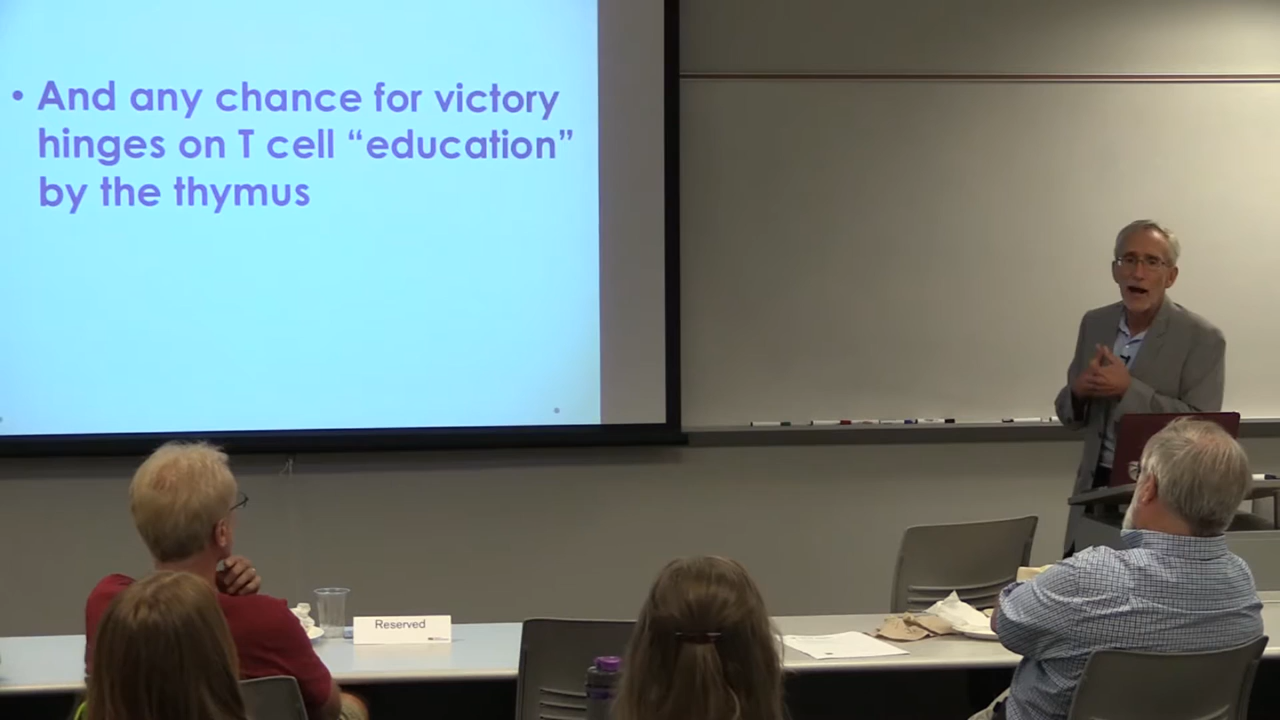 • And any chance for victory
hinges on T cell “education”
by the thymus
Reserved